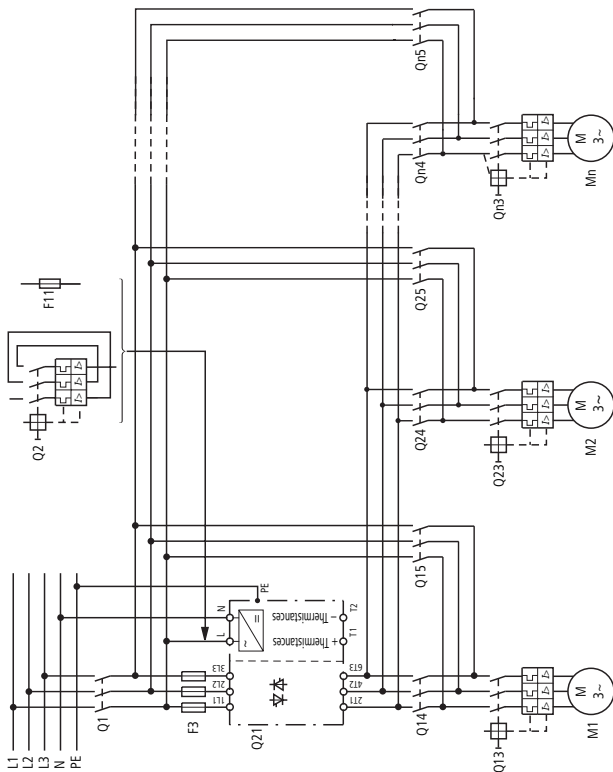 L1
L2
L3
N
PE
Q1
F3
1L1
2L2
3L3
L
N
PE
Q21
~
=
+ Thermistances
– Thermistances
2T1
4T2
6T3
T1
T2
Q2
I> I> I>
F11
Q14
Q15
Q13
I> I> I>
M
3~
M1
Q24
Q25
Q23
I> I> I>
M
3~
M2
Qn4
Qn5
Qn3
I> I> I>
M
3~
Mn